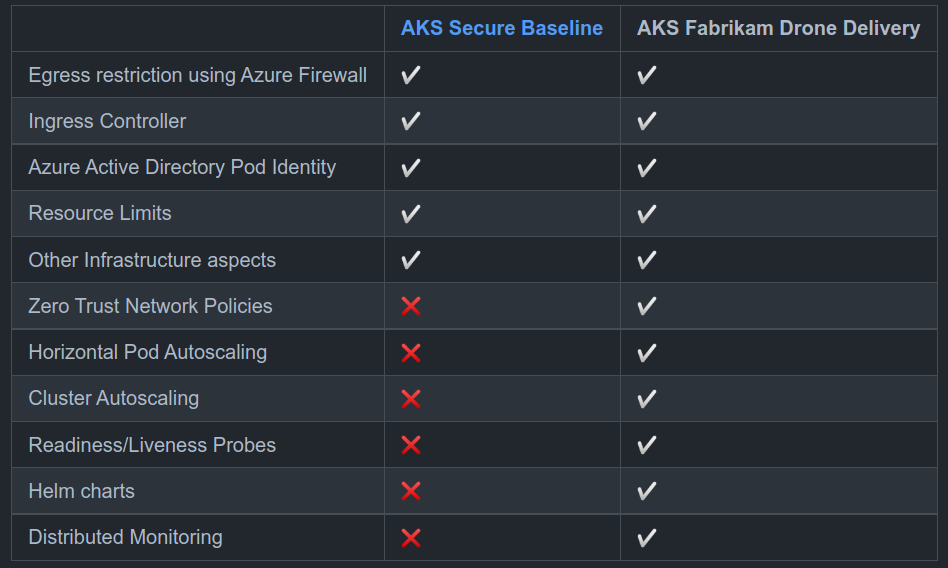 AKS Secure Baseline AKS Fabrikam Drone Delivery
Egress restriction using Azure Firewall ✔ ✔
Ingress Controller ✔ ✔
Azure Active Directory Pod Identity ✔ ✔
Resource Limits ✔ ✔
Other Infrastructure aspects ✔ ✔
Zero Trust Network Policies ❌ ✔
Horizontal Pod Autoscaling ❌ ✔
Cluster Autoscaling ❌ ✔
Readiness/Liveness Probes ❌ ✔
Helm charts ❌ ✔
Distributed Monitoring ❌ ✔